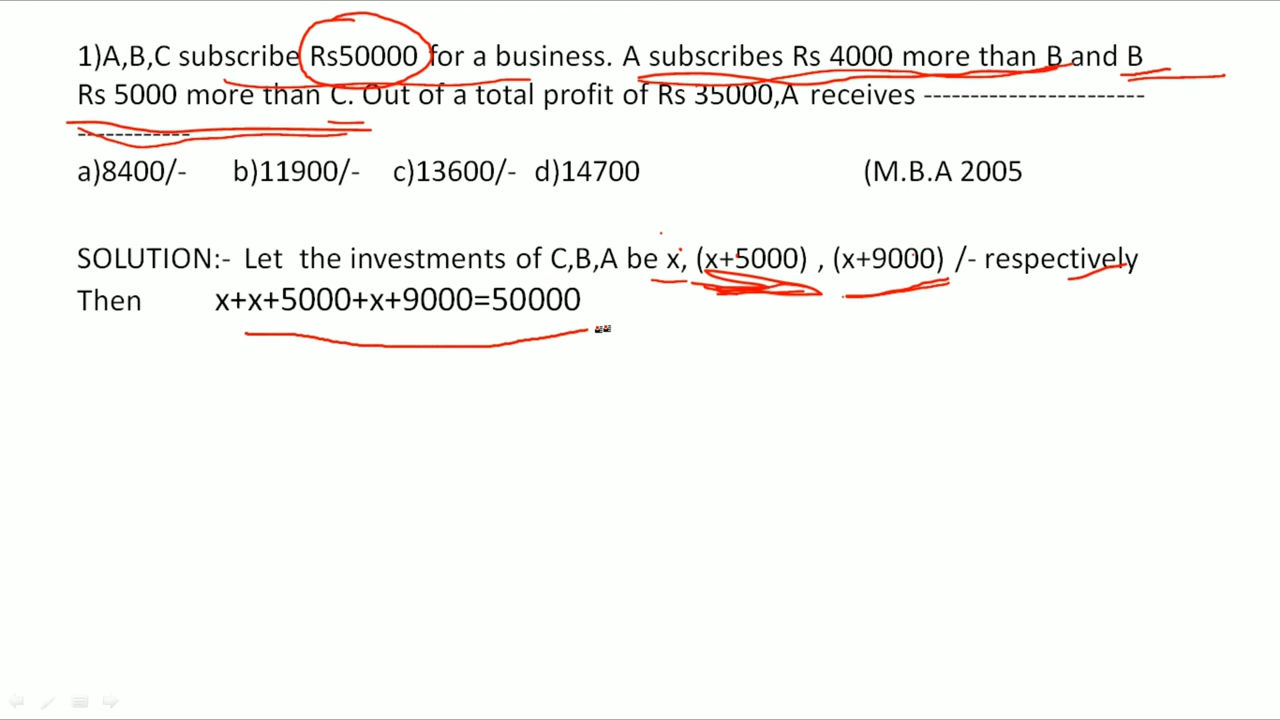 1)A,B,C subscribe Rs50000 for a business. A subscribes Rs 4000 more than B and B
Rs 5000 more than C. Out of a total profit of Rs 35000,A receives -----------------------
------------
a)8400/- b)11900/- c)13600/- d)14700 (M.B.A 2005
SOLUTION:- Let the investments of C,B,A be x, (x+5000) , (x+9000) /- respectively
Then x+x+5000+x+9000=50000